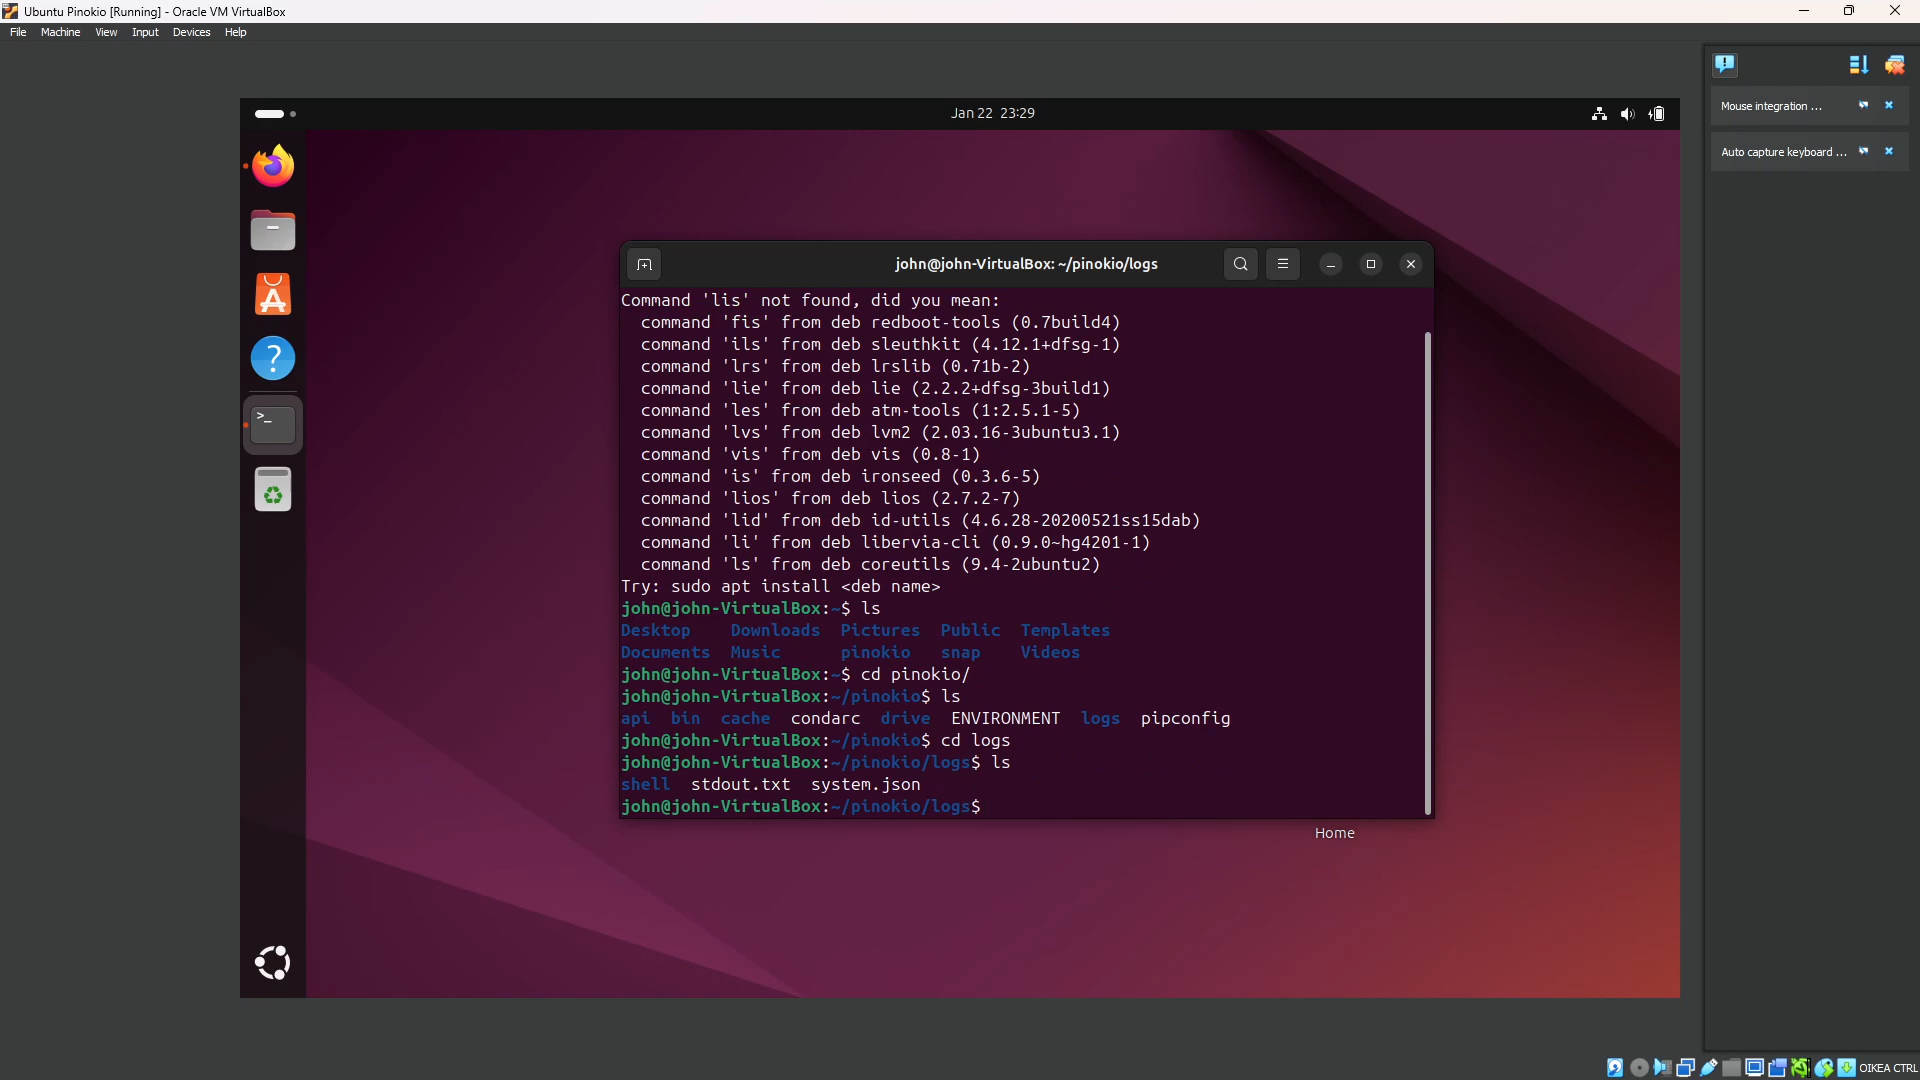 Ubuntu Pinokio [Running] - Oracle VM VirtualBox
File Machine View Input Devices Help
Mouse integration ...
Auto capture keyboard ...
Jan 22 23:29
john@john-VirtualBox: ~/pinokio/logs
Command 'lis' not found, did you mean:
command 'fis' from deb redboot-tools (0.7build4)
command 'ils' from deb sleuthkit (4.12.1+dfsg-1)
command 'lrs' from deb lrslib (0.71b-2)
command 'lie' from deb lie (2.2.2+dfsg-3build1)
command 'les' from deb atm-tools (1:2.5.1-5)
command 'lvs' from deb lvm2 (2.03.16-3ubuntu3.1)
command 'vis' from deb vis (0.8-1)
command 'is' from deb ironseed (0.3.6-5)
command 'lios' from deb lios (2.7.2-7)
command 'lid' from deb id-utils (4.6.28-20200521ss15dab)
command 'li' from deb libervia-cli (0.9.0~hg4201-1)
command 'ls' from deb coreutils (9.4-2ubuntu2)
Try: sudo apt install <deb name>
john@john-VirtualBox:~$ ls
Desktop Downloads Pictures Public Templates
Documents Music pinokio snap Videos
john@john-VirtualBox:~$ cd pinokio/
john@john-VirtualBox:~/pinokio$ ls
api bin cache condarc drive ENVIRONMENT logs pipconfig
john@john-VirtualBox:~/pinokio$ cd logs
john@john-VirtualBox:~/pinokio/logs$ ls
shell stdout.txt system.json
john@john-VirtualBox:~/pinokio/logs$
Home
OIKEA CTRL